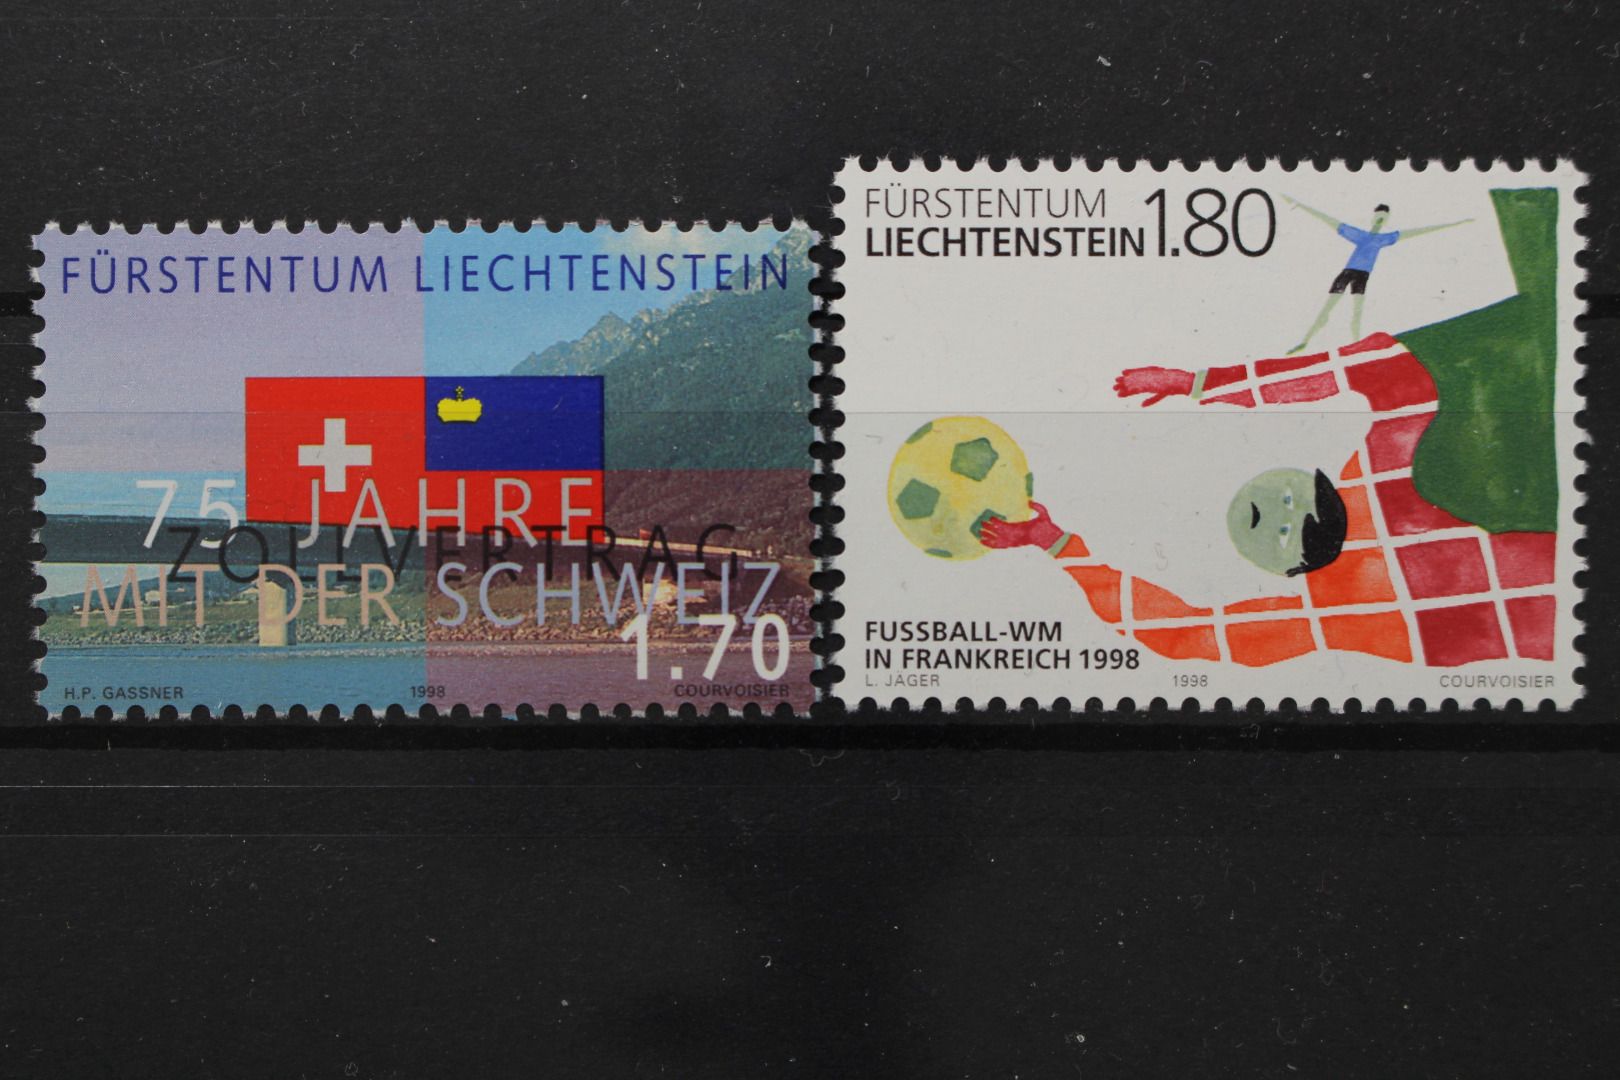 FÜRSTENTUM LIECHTENSTEIN
75 JAHRE
ZOLLVERTRAG
MIT DER SCHWEIZ
1.70
H.P. GASSNER 1998 COURVOISIER
FÜRSTENTUM
LIECHTENSTEIN 1.80
FUSSBALL-WM
IN FRANKREICH 1998
L. JÄGER 1998 COURVOISIER